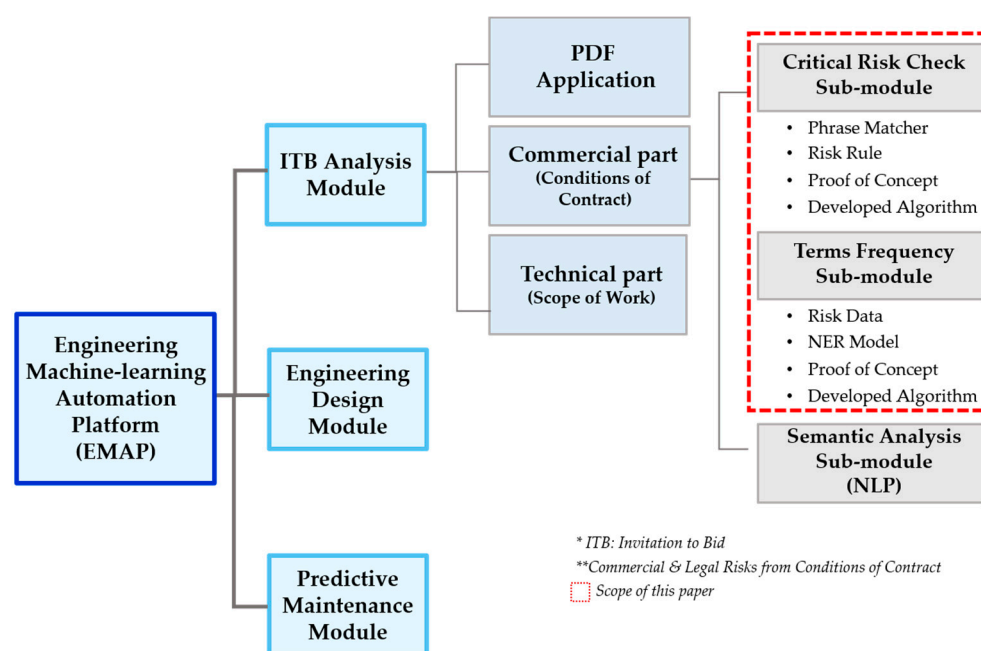 Engineering
Machine-learning
Automation
Platform
(EMAP)
ITB Analysis
Module
Engineering
Design
Module
Predictive
Maintenance
Module
PDF
Application
Commercial part
(Conditions of
Contract)
Technical part
(Scope of Work)
Critical Risk Check
Sub-module
• Phrase Matcher
• Risk Rule
• Proof of Concept
• Developed Algorithm
Terms Frequency
Sub-module
• Risk Data
• NER Model
• Proof of Concept
• Developed Algorithm
Semantic Analysis
Sub-module
(NLP)
* ITB: Invitation to Bid
**Commercial & Legal Risks from Conditions of Contract
Scope of this paper